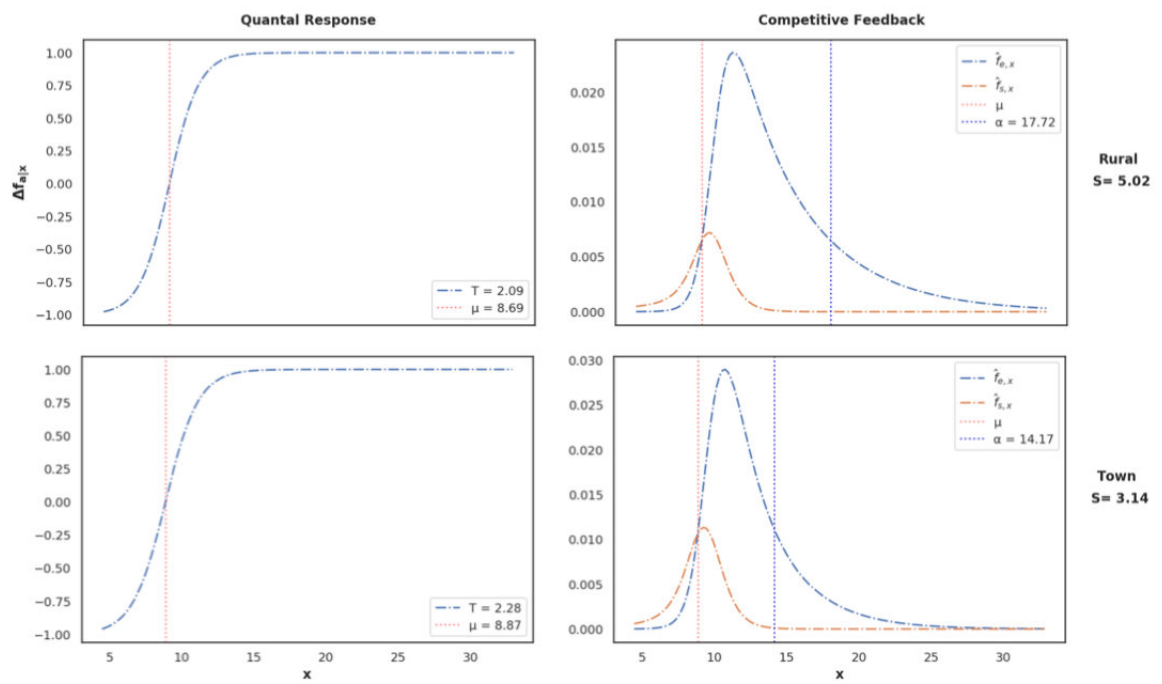 Quantal Response
Competitive Feedback
1.00
0.75
0.50
0.25
0.00
−0.25
−0.50
−0.75
−1.00
Δf_a|x
T = 2.09
μ = 8.69
0.020
0.015
0.010
0.005
0.000
f̂_e,x
f̂_s,x
μ
α = 17.72
Rural
S= 5.02
1.00
0.75
0.50
0.25
0.00
−0.25
−0.50
−0.75
−1.00
T = 2.28
μ = 8.87
5 10 15 20 25 30
x
0.030
0.025
0.020
0.015
0.010
0.005
0.000
f̂_e,x
f̂_s,x
μ
α = 14.17
5 10 15 20 25 30
x
Town
S= 3.14